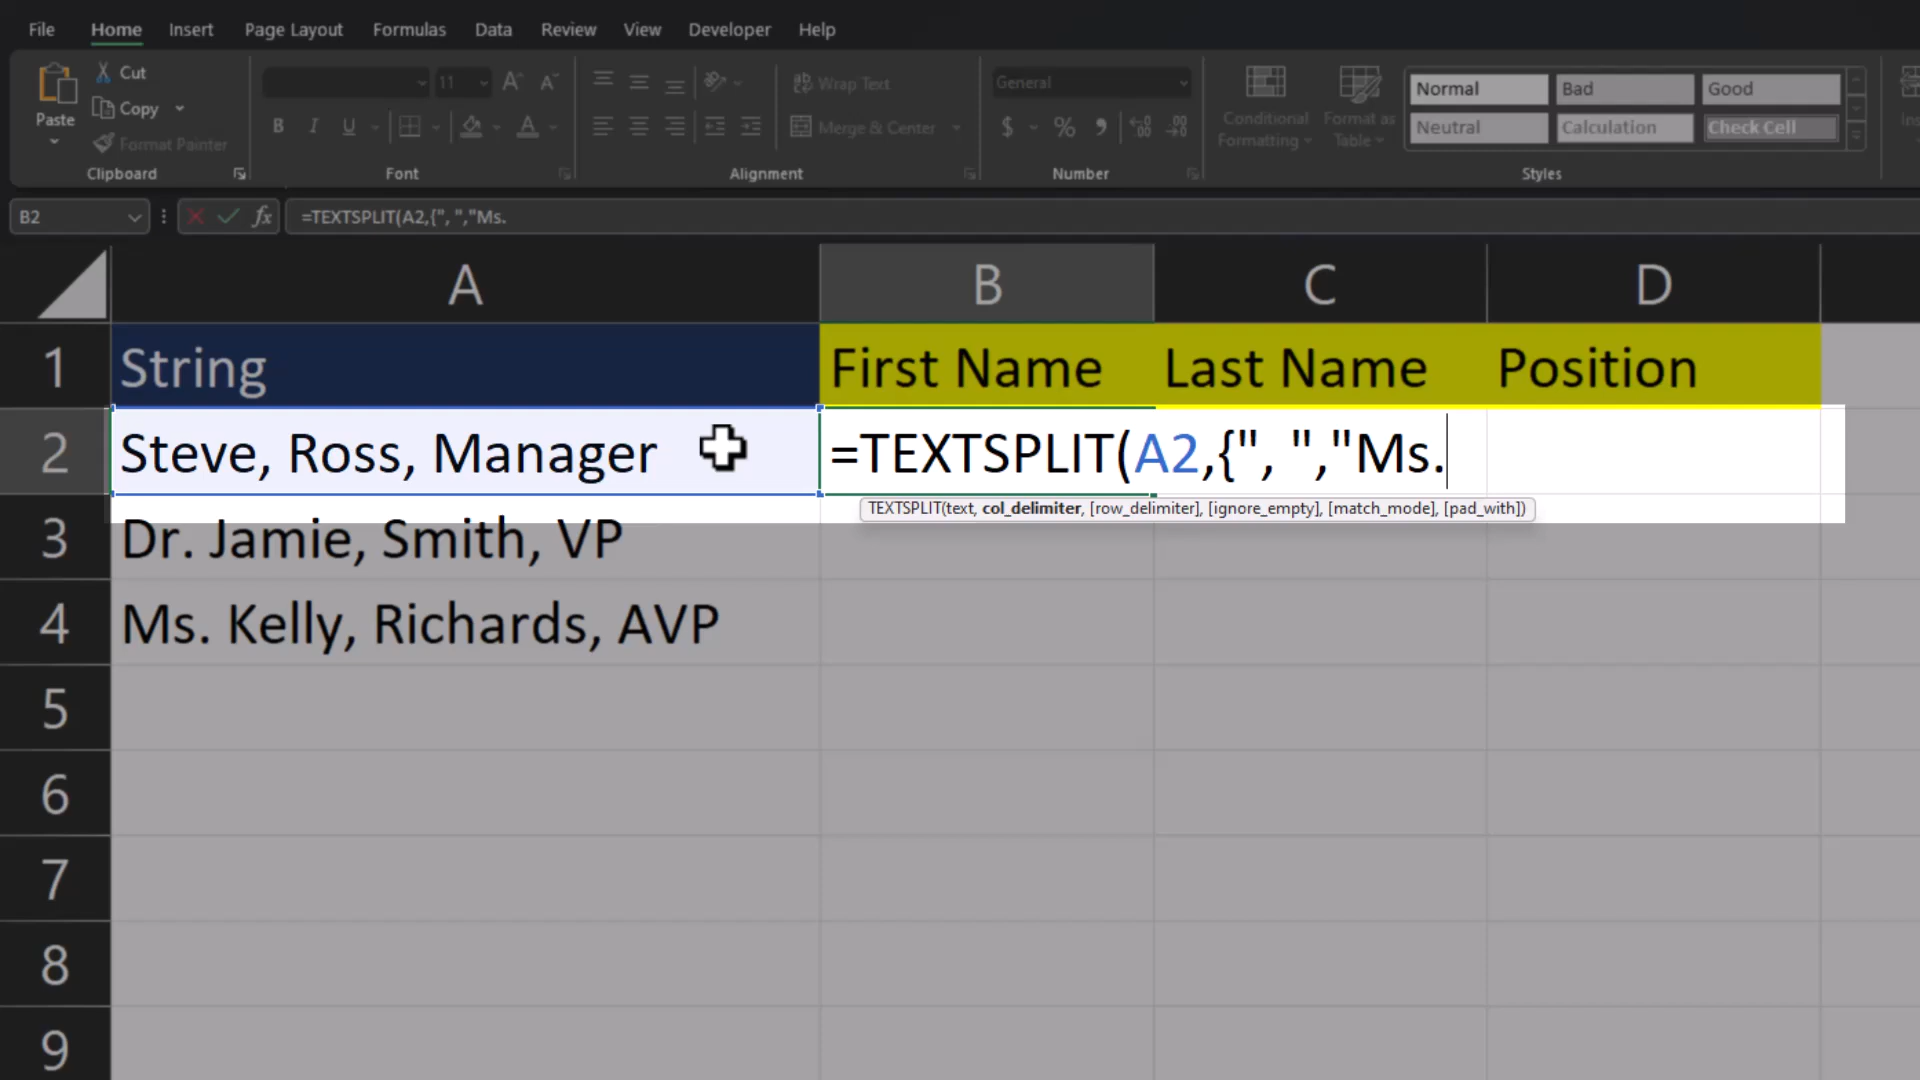 File Home Insert Page Layout Formulas Data Review View Developer Help
Cut
Copy
Paste
Format Painter
Clipboard
11 A A
B I U A
Font
Wrap Text
Merge & Center
Alignment
General
$ %
Number
Conditional Formatting
Format as Table
Normal Bad Good
Neutral Calculation Check Cell
Styles
B2 fx =TEXTSPLIT(A2,{", ","Ms.
A B C D
1 String First Name Last Name Position
2 Steve, Ross, Manager =TEXTSPLIT(A2,{", ","Ms.
TEXTSPLIT(text, col_delimiter, [row_delimiter], [ignore_empty], [match_mode], [pad_with])
3 Dr. Jamie, Smith, VP
4 Ms. Kelly, Richards, AVP
5
6
7
8
9